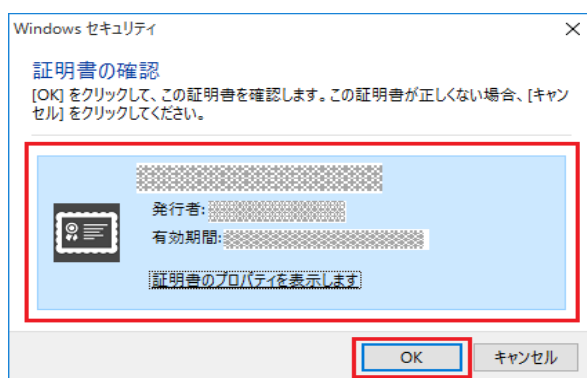 Windows セキュリティ
証明書の確認
[OK] をクリックして、この証明書を確認します。この証明書が正しくない場合、[キャン
セル] をクリックしてください。
発行者:
有効期間:
証明書のプロパティを表示します
OK
キャンセル